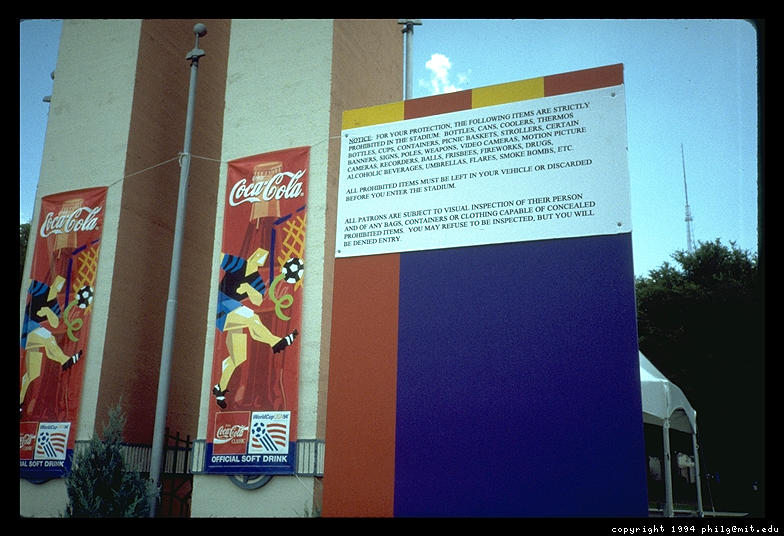 Coca-Cola
WorldCup USA94
CLASSIC
OFFICIAL SOFT DRINK
Coca-Cola
Coca-Cola
CLASSIC
WorldCup USA94
OFFICIAL SOFT DRINK
NOTICE: FOR YOUR PROTECTION, THE FOLLOWING ITEMS ARE STRICTLY
PROHIBITED IN THE STADIUM: BOTTLES, CANS, COOLERS, THERMOS
BOTTLES, CUPS, CONTAINERS, PICNIC BASKETS, STROLLERS, CERTAIN
BANNERS, SIGNS, POLES, WEAPONS, VIDEO CAMERAS, MOTION PICTURE
CAMERAS, RECORDERS, BALLS, FRISBEES, FIREWORKS, DRUGS,
ALCOHOLIC BEVERAGES, UMBRELLAS, FLARES, SMOKE BOMBS, ETC.
ALL PROHIBITED ITEMS MUST BE LEFT IN YOUR VEHICLE OR DISCARDED
BEFORE YOU ENTER THE STADIUM.
ALL PATRONS ARE SUBJECT TO VISUAL INSPECTION OF THEIR PERSON
AND OF ANY BAGS, CONTAINERS OR CLOTHING CAPABLE OF CONCEALED
PROHIBITED ITEMS. YOU MAY REFUSE TO BE INSPECTED, BUT YOU WILL
BE DENIED ENTRY.
copyright 1994 philg@mit.edu